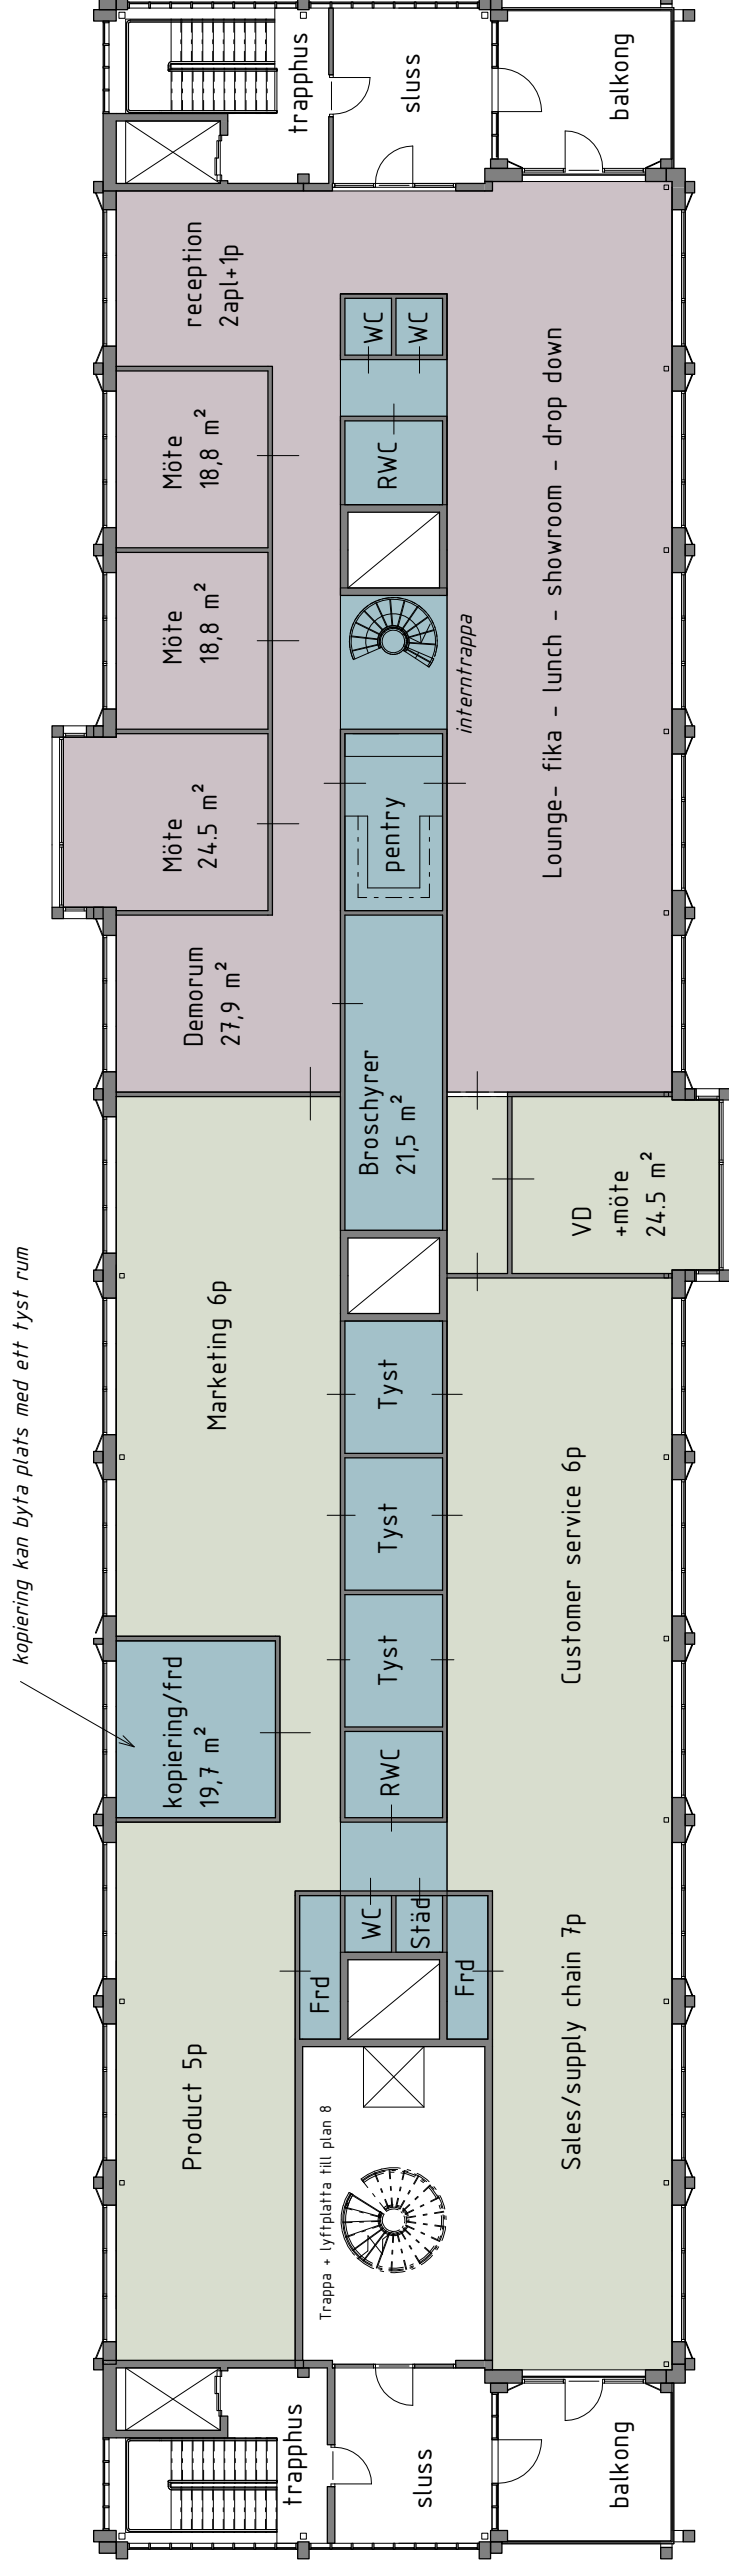 trapphus
sluss
balkong
reception
2apl+1p
WC
WC
Möte
18,8 m²
RWC
Möte
18,8 m²
interntrappa
Lounge- fika - lunch - showroom - drop down
Möte
24.5 m²
pentry
Demorum
27,9 m²
Broschyrer
21,5 m²
VD
+möte
24.5 m²
Marketing 6p
Tyst
Tyst
Tyst
Customer service 6p
kopiering kan byta plats med ett tyst rum
kopiering/frd
19,7 m²
RWC
WC
Städ
Frd
Frd
Product 5p
Sales/supply chain 7p
Trappa + lyftplatta till plan 8
trapphus
sluss
balkong